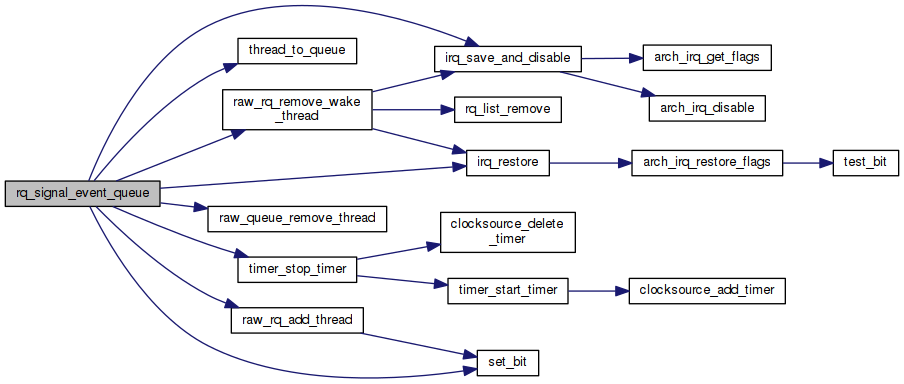 rq_signal_event_queue
thread_to_queue
raw_rq_remove_wake
_thread
raw_queue_remove_thread
timer_stop_timer
raw_rq_add_thread
irq_save_and_disable
rq_list_remove
irq_restore
clocksource_delete
_timer
timer_start_timer
set_bit
arch_irq_get_flags
arch_irq_disable
arch_irq_restore_flags
clocksource_add_timer
test_bit